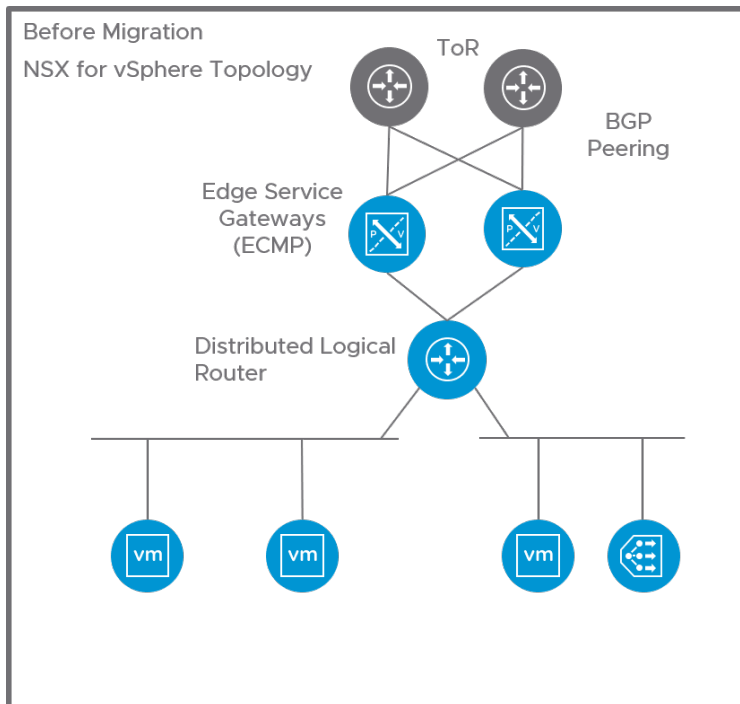 Before Migration
NSX for vSphere Topology
ToR
BGP
Peering
Edge Service
Gateways
(ECMP)
P V
P V
Distributed Logical
Router
vm
vm
vm